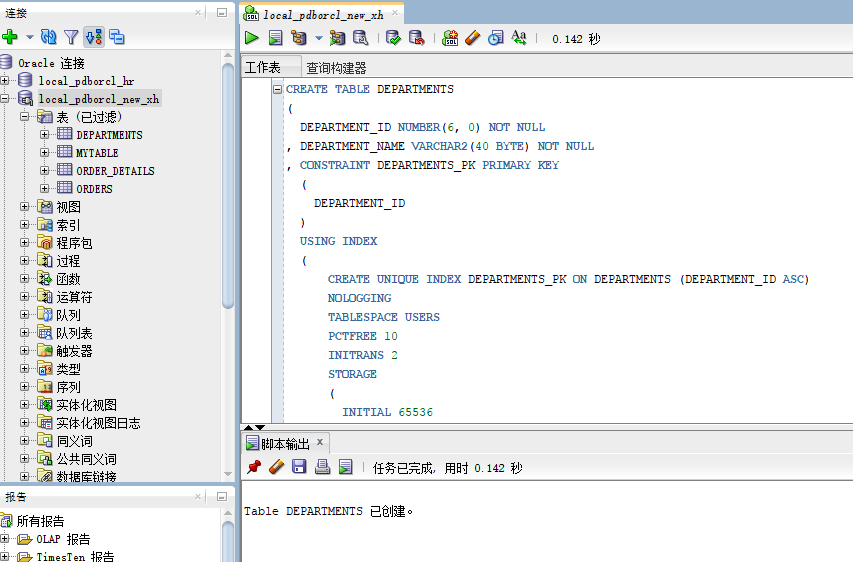 连接
Oracle 连接
local_pdborcl_hr
local_pdborcl_new_xh
表 (已过滤)
DEPARTMENTS
MYTABLE
ORDER_DETAILS
ORDERS
视图
索引
程序包
过程
函数
运算符
队列
队列表
触发器
类型
序列
实体化视图
实体化视图日志
同义词
公共同义词
数据库链接
报告
所有报告
OLAP 报告
TimesTen 报告
local_pdborcl_new_xh
0.142 秒
工作表 查询构建器
CREATE TABLE DEPARTMENTS
(
DEPARTMENT_ID NUMBER(6, 0) NOT NULL
, DEPARTMENT_NAME VARCHAR2(40 BYTE) NOT NULL
, CONSTRAINT DEPARTMENTS_PK PRIMARY KEY
(
DEPARTMENT_ID
)
USING INDEX
(
CREATE UNIQUE INDEX DEPARTMENTS_PK ON DEPARTMENTS (DEPARTMENT_ID ASC)
NOLOGGING
TABLESPACE USERS
PCTFREE 10
INITRANS 2
STORAGE
(
INITIAL 65536
脚本输出
任务已完成, 用时 0.142 秒
Table DEPARTMENTS 已创建。